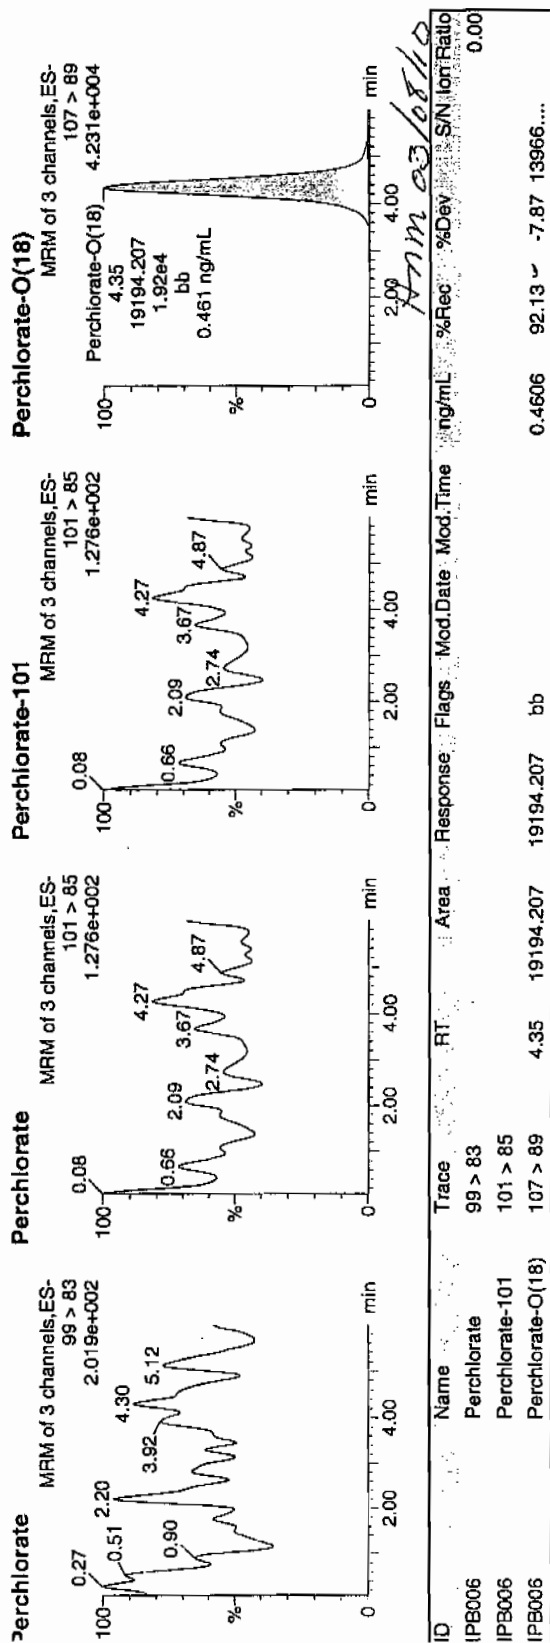 Perchlorate
MRM of 3 channels,ES-
99 > 83
2.019e+002
100
0.27
0.51
0.90
2.20
3.92
4.30
5.12
%
0
2.00
4.00
min
Perchlorate
MRM of 3 channels,ES-
101 > 85
1.276e+002
100
0.08
0.66
2.09
2.74
3.67
4.27
4.87
%
0
2.00
4.00
min
Perchlorate-101
MRM of 3 channels,ES-
101 > 85
1.276e+002
100
0.08
0.66
2.09
2.74
3.67
4.27
4.87
%
0
2.00
4.00
min
Perchlorate-O(18)
MRM of 3 channels,ES-
107 > 89
4.231e+004
100
Perchlorate-O(18)
4.35
19194.207
1.92e4
bb
0.461 ng/mL
%
0
2.00
4.00
min
03/08/10
ID Name Trace RT Area Response Flags Mod.Date Mod.Time ng/mL %Rec %Dev S/N Ion Ratio
IPB006 Perchlorate 99 > 83 0.00
IPB006 Perchlorate-101 101 > 85
IPB006 Perchlorate-O(18) 107 > 89 4.35 19194.207 19194.207 bb 0.4606 92.13 -7.87 13966....